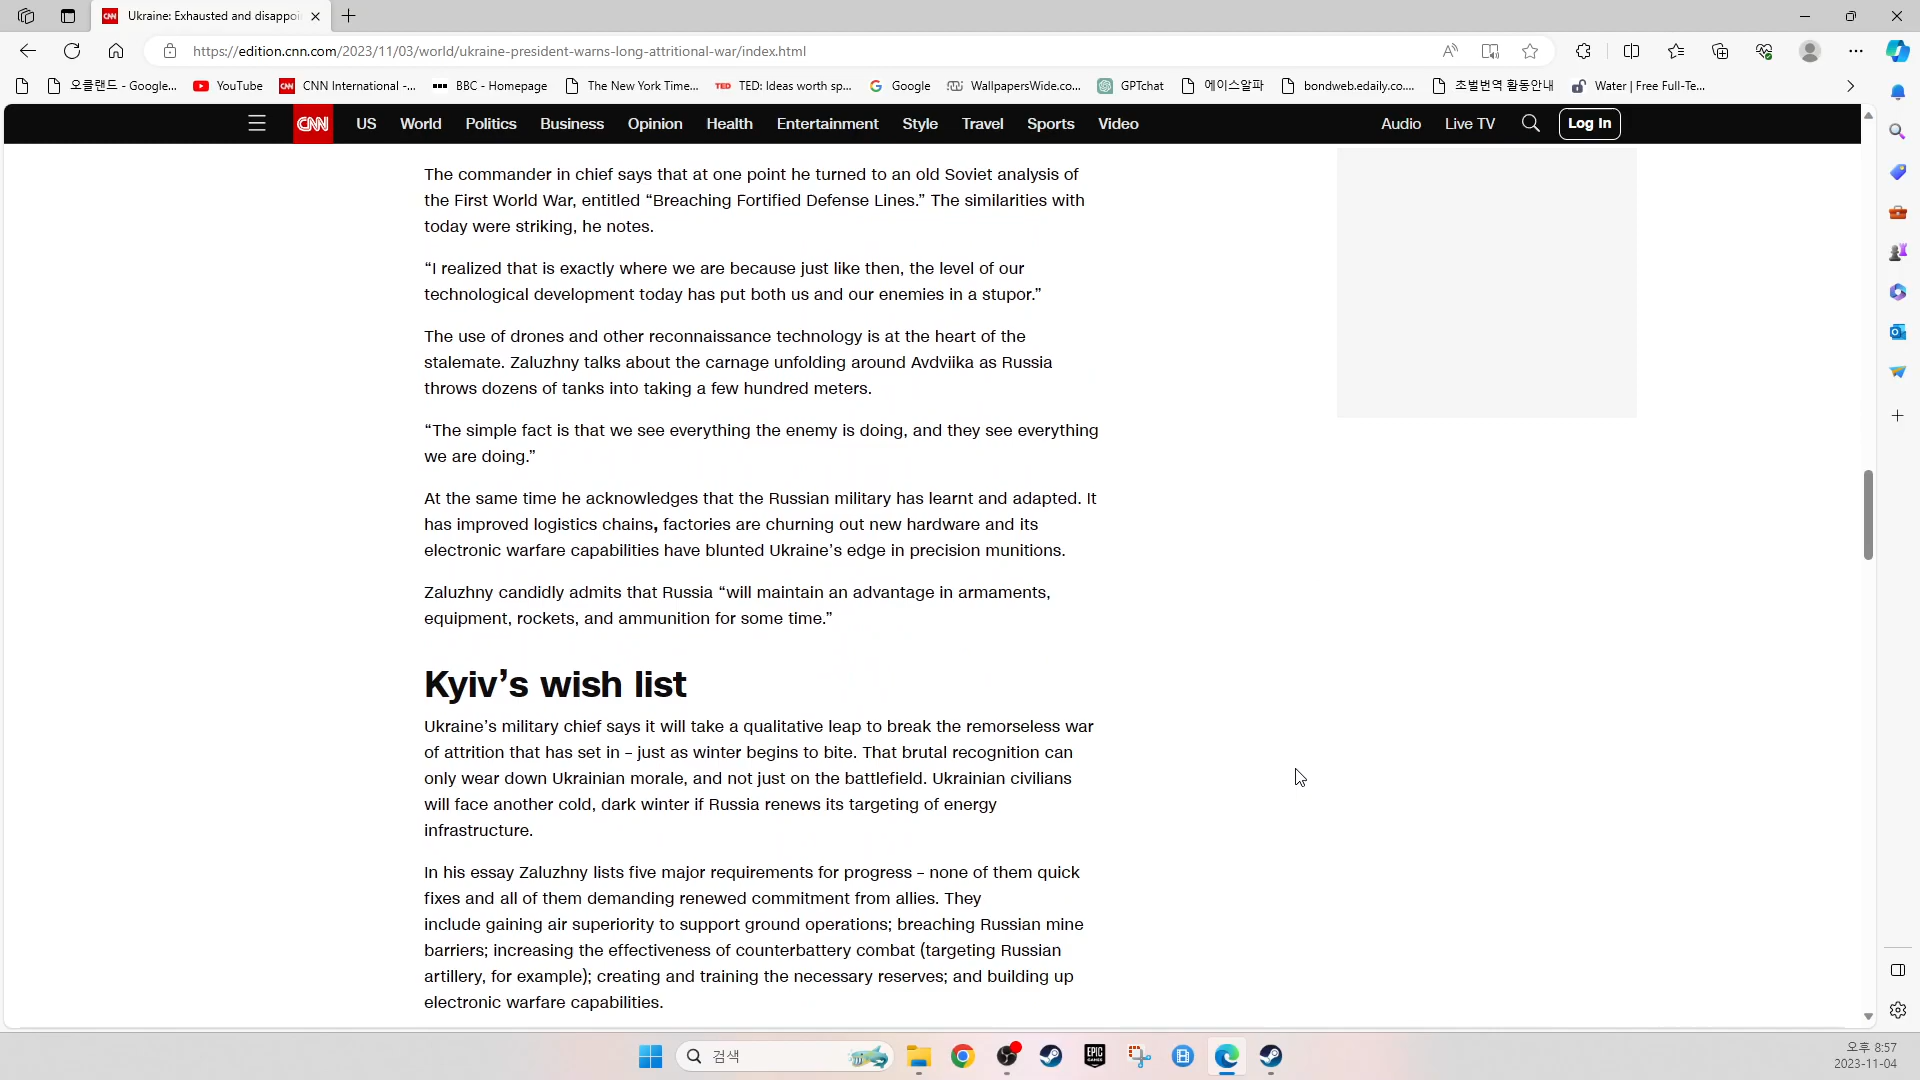 Ukraine: Exhausted and disappoi
https://edition.cnn.com/2023/11/03/world/ukraine-president-warns-long-attritional-war/index.html
오클랜드 - Google...
YouTube
CNN International -...
BBC - Homepage
The New York Time...
TED: Ideas worth sp...
Google
WallpapersWide.co...
GPTchat
에이스알파
bondweb.edaily.co....
초벌번역 활동안내
Water | Free Full-Te...
CNN
US
World
Politics
Business
Opinion
Health
Entertainment
Style
Travel
Sports
Video
Audio
Live TV
Log In
The commander in chief says that at one point he turned to an old Soviet analysis of
the First World War, entitled “Breaching Fortified Defense Lines.” The similarities with
today were striking, he notes.
“I realized that is exactly where we are because just like then, the level of our
technological development today has put both us and our enemies in a stupor.”
The use of drones and other reconnaissance technology is at the heart of the
stalemate. Zaluzhny talks about the carnage unfolding around Avdviika as Russia
throws dozens of tanks into taking a few hundred meters.
“The simple fact is that we see everything the enemy is doing, and they see everything
we are doing.”
At the same time he acknowledges that the Russian military has learnt and adapted. It
has improved logistics chains, factories are churning out new hardware and its
electronic warfare capabilities have blunted Ukraine’s edge in precision munitions.
Zaluzhny candidly admits that Russia “will maintain an advantage in armaments,
equipment, rockets, and ammunition for some time.”
Kyiv’s wish list
Ukraine’s military chief says it will take a qualitative leap to break the remorseless war
of attrition that has set in – just as winter begins to bite. That brutal recognition can
only wear down Ukrainian morale, and not just on the battlefield. Ukrainian civilians
will face another cold, dark winter if Russia renews its targeting of energy
infrastructure.
In his essay Zaluzhny lists five major requirements for progress – none of them quick
fixes and all of them demanding renewed commitment from allies. They
include gaining air superiority to support ground operations; breaching Russian mine
barriers; increasing the effectiveness of counterbattery combat (targeting Russian
artillery, for example); creating and training the necessary reserves; and building up
electronic warfare capabilities.
검색
EPIC
GAMES
오후 8:57
2023-11-04